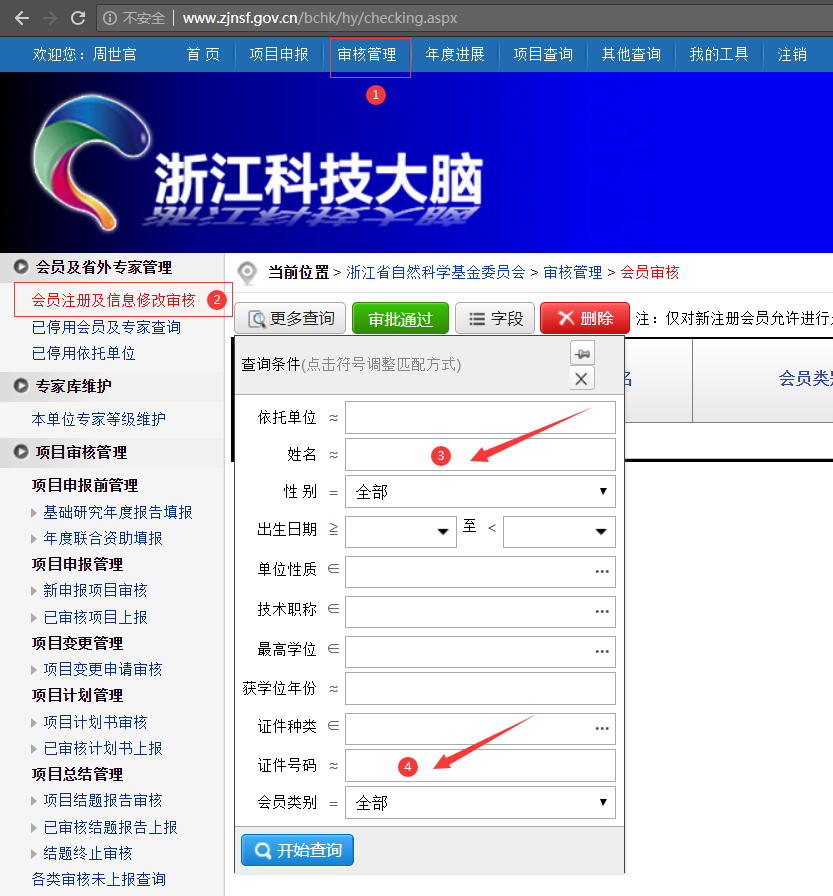 不安全 www.zjnsf.gov.cn/bchk/hy/checking.aspx
欢迎您：周世官 首 页 项目申报 审核管理 年度进展 项目查询 其他查询 我的工具 注销
1
浙江科技大脑
会员及省外专家管理
会员注册及信息修改审核 2
已停用会员及专家查询
已停用依托单位
专家库维护
本单位专家等级维护
项目审核管理
项目申报前管理
基础研究年度报告填报
年度联合资助填报
项目申报管理
新申报项目审核
已审核项目上报
项目变更管理
项目变更申请审核
项目计划管理
项目计划书审核
已审核计划书上报
项目总结管理
项目结题报告审核
已审核结题报告上报
结题终止审核
各类审核未上报查询
当前位置 > 浙江省自然科学基金委员会 > 审核管理 > 会员审核
更多查询 审批通过 字段 删除 注：仅对新注册会员允许进行
会员类别
查询条件(点击符号调整匹配方式)
依托单位 ≈
姓名 ≈ 3
性 别 = 全部
出生日期 ≥ 至 <
单位性质 ∈ ...
技术职称 ∈ ...
最高学位 ∈ ...
获学位年份 ≈
证件种类 ∈ ...
证件号码 ≈ 4
会员类别 = 全部
开始查询